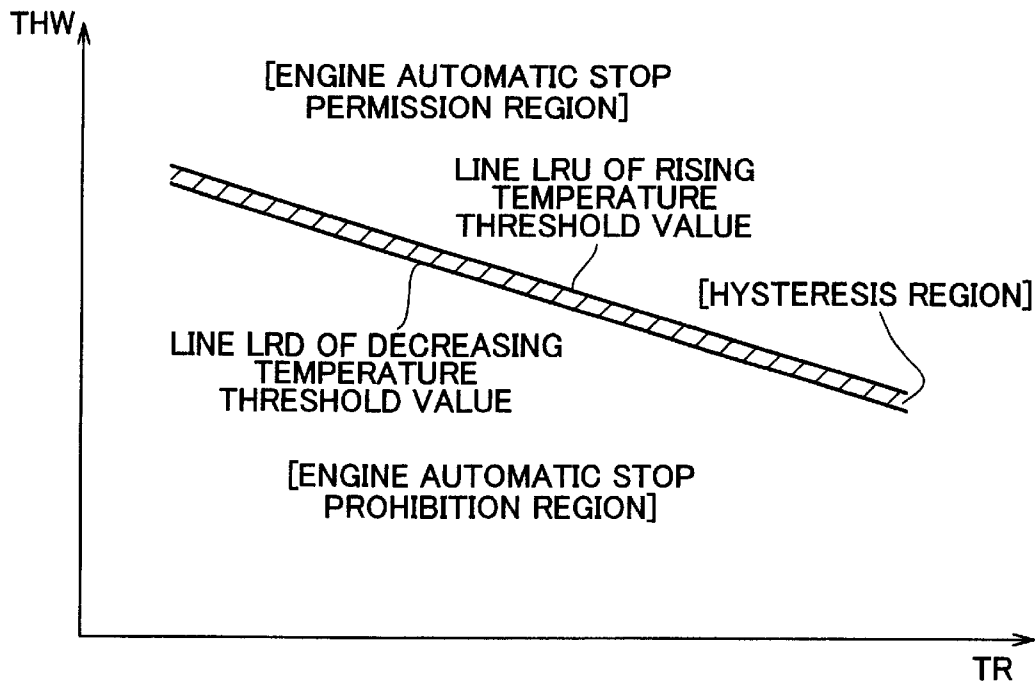 THW
[ENGINE AUTOMATIC STOP
PERMISSION REGION]
LINE LRU OF RISING
TEMPERATURE
THRESHOLD VALUE
[HYSTERESIS REGION]
LINE LRD OF DECREASING
TEMPERATURE
THRESHOLD VALUE
[ENGINE AUTOMATIC STOP
PROHIBITION REGION]
TR